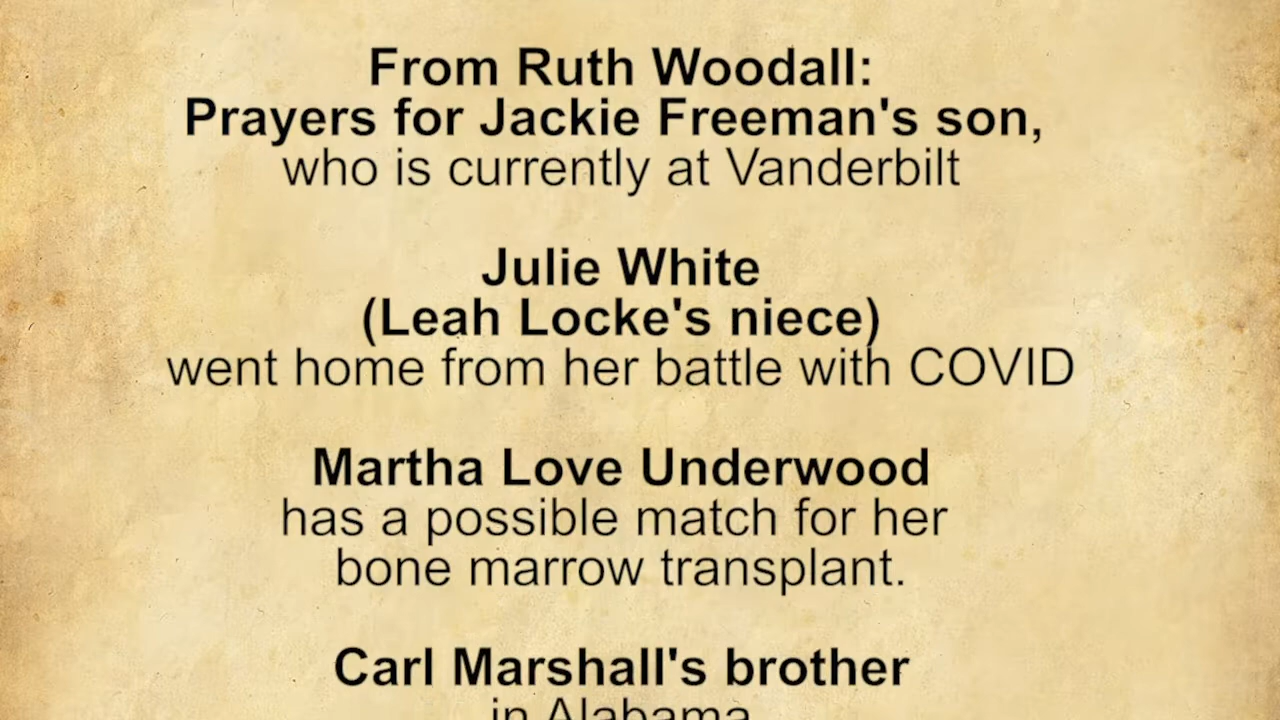 From Ruth Woodall:
Prayers for Jackie Freeman's son,
who is currently at Vanderbilt
Julie White
(Leah Locke's niece)
went home from her battle with COVID
Martha Love Underwood
has a possible match for her
bone marrow transplant.
Carl Marshall's brother
in Alabama